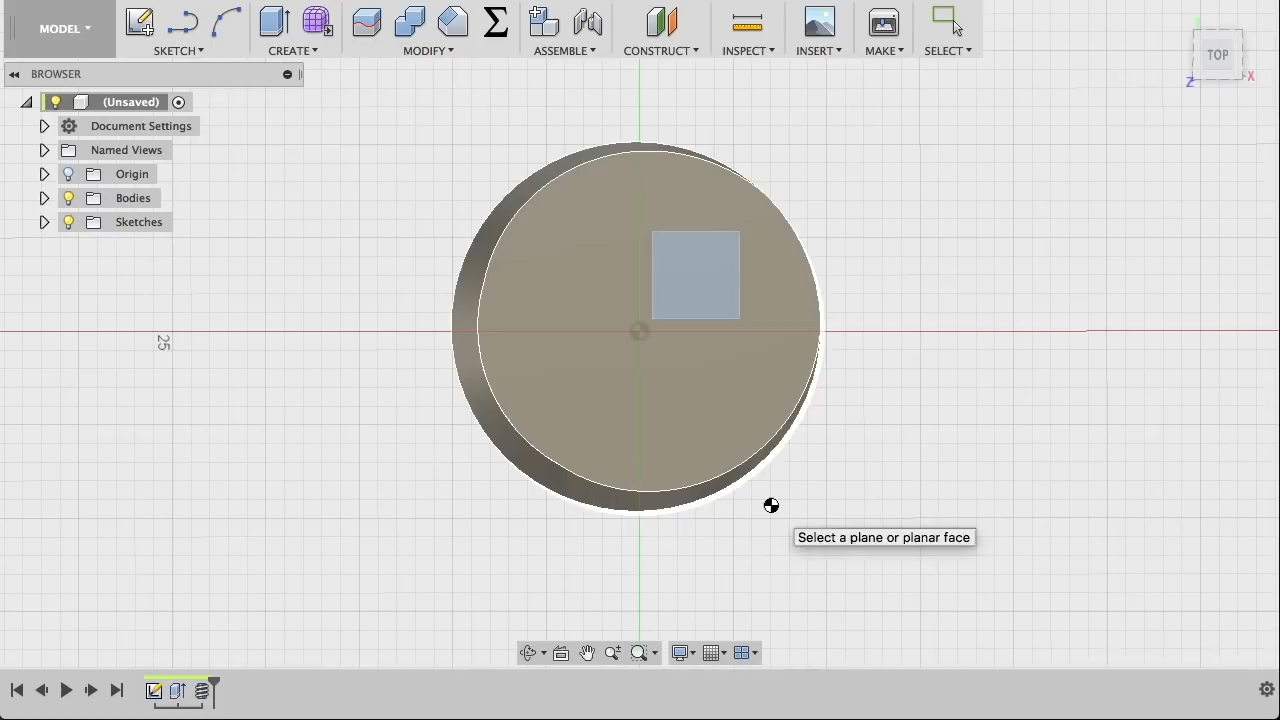 MODEL
SKETCH
CREATE
MODIFY
ASSEMBLE
CONSTRUCT
INSPECT
INSERT
MAKE
SELECT
TOP
X
Z
BROWSER
(Unsaved)
Document Settings
Named Views
Origin
Bodies
Sketches
25
Select a plane or planar face